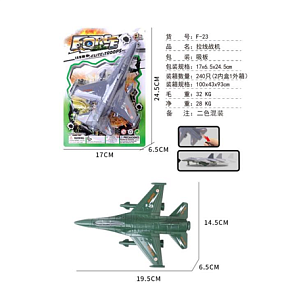 FORCE
ELITE TROOPS
24.5CM
17CM
6.5CM
货 号: F-23
品 名: 拉线战机
包 装: 吸板
包装规格: 17x6.5x24.5cm
装箱数量: 240只(2内盒1外箱)
装箱规格: 100x43x93cm
毛 重: 32 KG
净 重: 28 KG
备 注: 二色混装
14.5CM
6.5CM
19.5CM